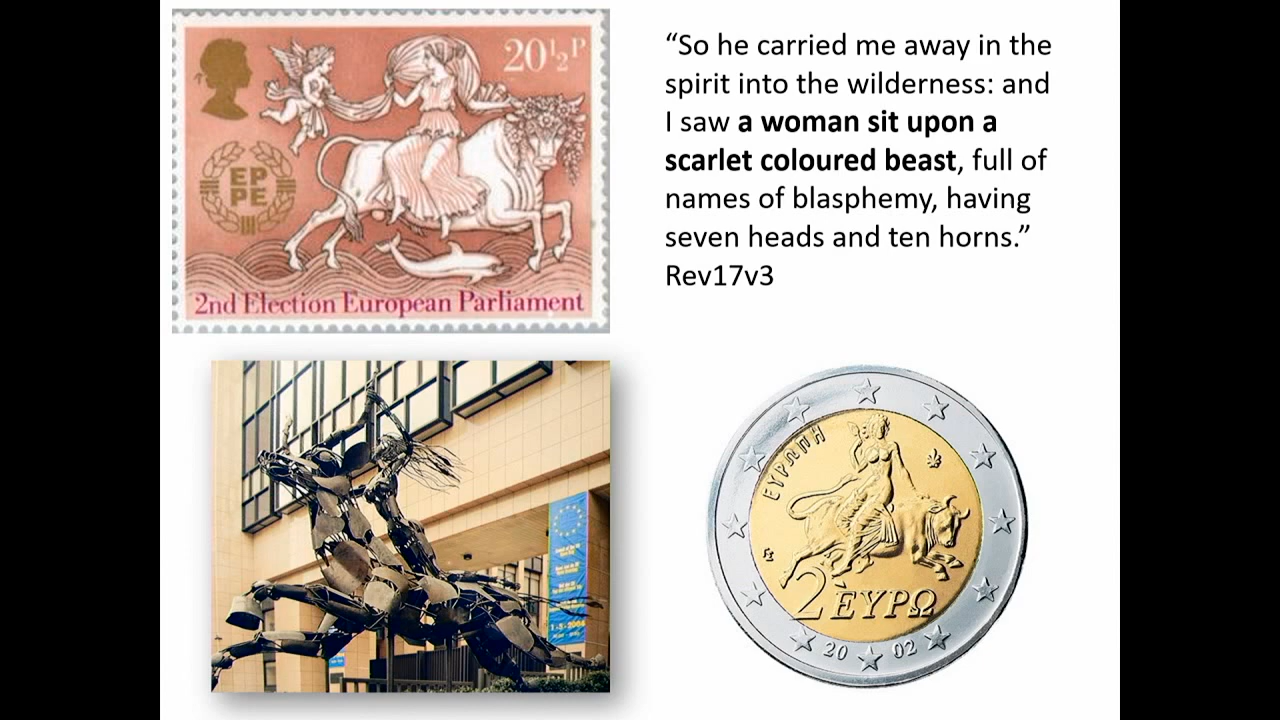 20½P
EP
PE
2nd Election European Parliament
“So he carried me away in the
spirit into the wilderness: and
I saw a woman sit upon a
scarlet coloured beast, full of
names of blasphemy, having
seven heads and ten horns.”
Rev17v3
ΕΥΡΩΠΗ
2 ΕΥΡΩ
20 02